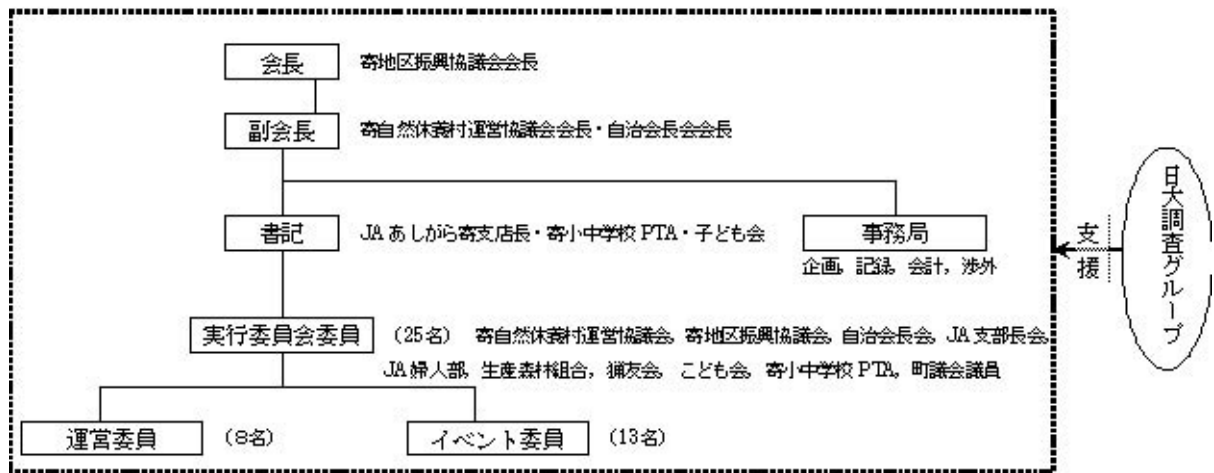 会長 寄地区振興協議会会長
副会長 寄自然休養村運営協議会会長・自治会長会会長
書記 JAあしがら寄支店長・寄小中学校PTA・子ども会
事務局
企画，記録，会計，渉外
実行委員会委員 (25名) 寄自然休養村運営協議会，寄地区振興協議会，自治会長会，JA支部長会，
JA婦人部，生産森林組合，猟友会，こども会，寄小中学校PTA，町議会議員
運営委員 (8名) イベント委員 (13名)
支援
日大調査グループ